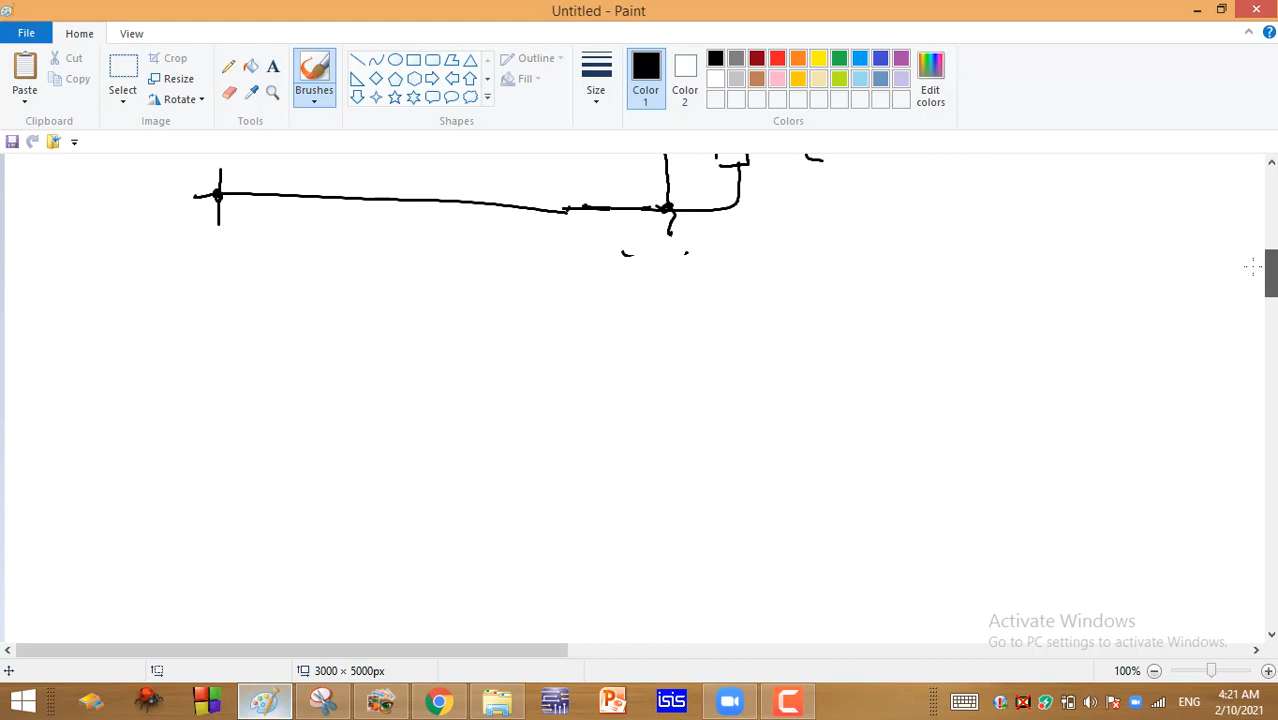 Untitled - Paint
File
Home
View
Paste
Cut
Copy
Clipboard
Select
Crop
Resize
Rotate
Image
A
Tools
Brushes
Outline
Fill
Shapes
Size
Color 1
Color 2
Edit colors
Colors
Activate Windows
Go to PC settings to activate Windows.
3000 × 5000px
100%
isis
ENG
4:21 AM
2/10/2021